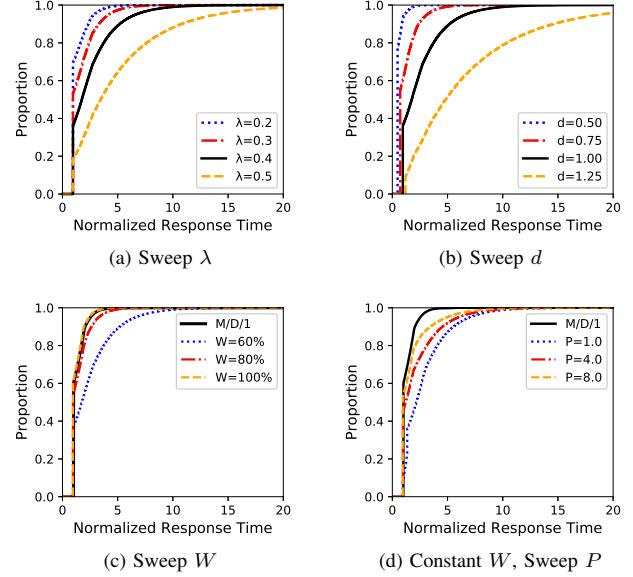 1.0
0.8
0.6
0.4
0.2
0.0
Proportion
λ=0.2
λ=0.3
λ=0.4
λ=0.5
0 5 10 15 20
Normalized Response Time
(a) Sweep λ
1.0
0.8
0.6
0.4
0.2
0.0
Proportion
d=0.50
d=0.75
d=1.00
d=1.25
0 5 10 15 20
Normalized Response Time
(b) Sweep d
1.0
0.8
0.6
0.4
0.2
0.0
Proportion
M/D/1
W=60%
W=80%
W=100%
0 5 10 15 20
Normalized Response Time
(c) Sweep W
1.0
0.8
0.6
0.4
0.2
0.0
Proportion
M/D/1
P=1.0
P=4.0
P=8.0
0 5 10 15 20
Normalized Response Time
(d) Constant W, Sweep P